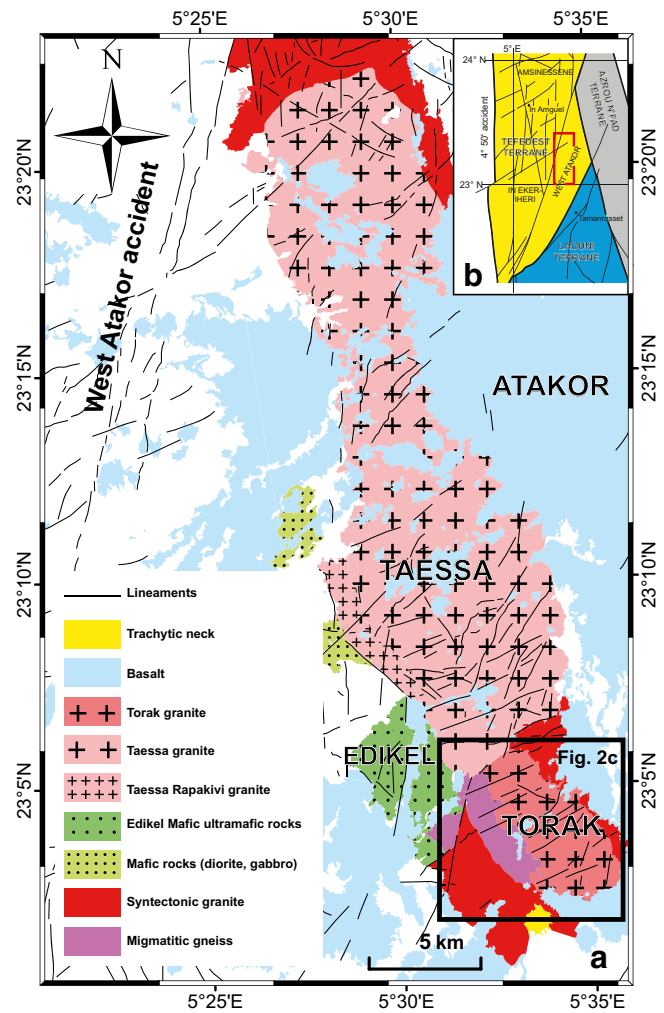 5°25'E
5°30'E
5°35'E
N
23°20'N
23°15'N
23°10'N
23°5'N
West Atakor accident
5° E
24° N
AMSINESSENE
In Amguel
4° 50' accident
TEFEDEST
TERRANE
AZROU N'FAD
TERRANE
WEST ATAKOR
23° N
IN EKER-
IHERI
Tamanrasset
LAOUNI
TERRANE
b
23°20'N
23°15'N
23°10'N
23°5'N
ATAKOR
TAESSA
EDIKEL
Fig. 2c
TORAK
Lineaments
Trachytic neck
Basalt
Torak granite
Taessa granite
Taessa Rapakivi granite
Edikel Mafic ultramafic rocks
Mafic rocks (diorite, gabbro)
Syntectonic granite
Migmatitic gneiss
5 km
a
5°25'E
5°30'E
5°35'E